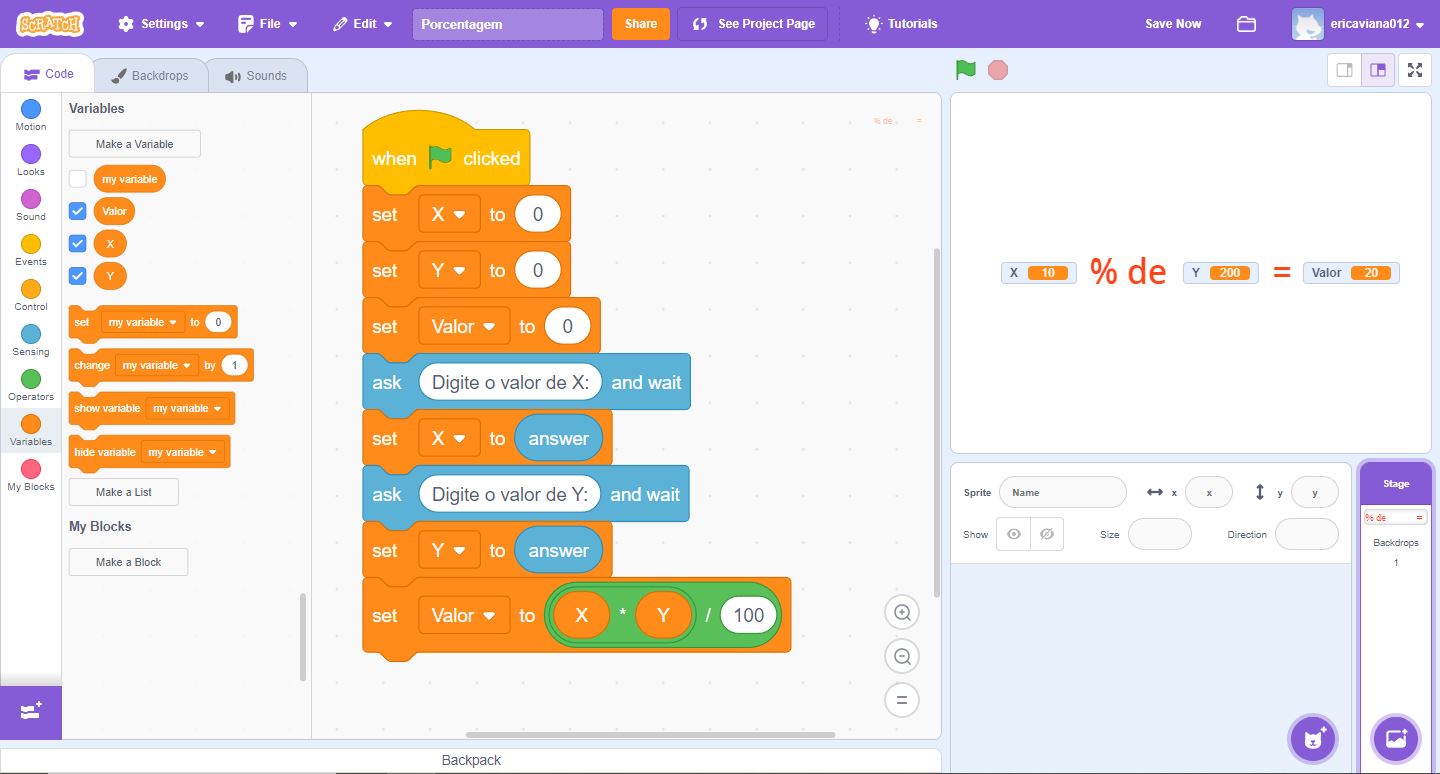 SCRATCH Settings File Edit Porcentagem Share See Project Page Tutorials Save Now ericaviana012
Code Backdrops Sounds
Motion
Looks
Sound
Events
Control
Sensing
Operators
Variables
My Blocks
Variables
Make a Variable
my variable
Valor
X
Y
set my variable to 0
change my variable by 1
show variable my variable
hide variable my variable
Make a List
My Blocks
Make a Block
when clicked
set X to 0
set Y to 0
set Valor to 0
ask Digite o valor de X: and wait
set X to answer
ask Digite o valor de Y: and wait
set Y to answer
set Valor to X * Y / 100
% de =
Backpack
X 10 % de Y 200 = Valor 20
Sprite Name x x y y
Show Size Direction
Stage
% de =
Backdrops
1